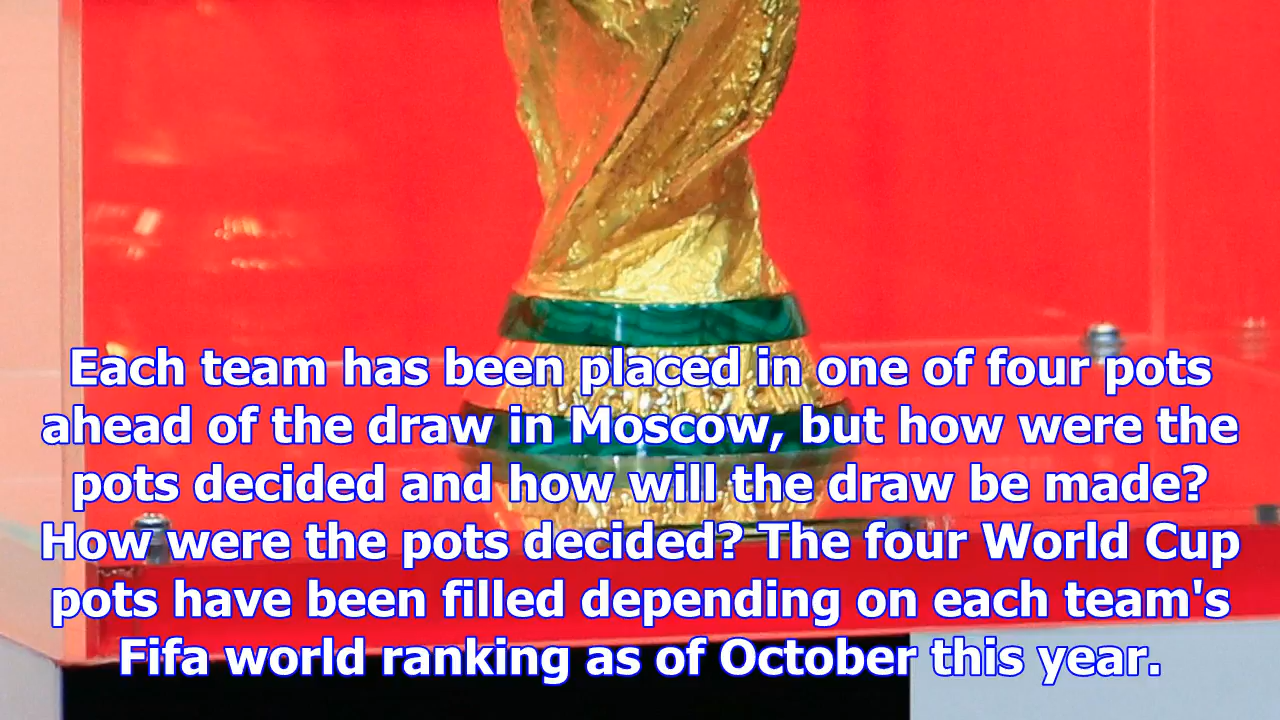 Each team has been placed in one of four pots
ahead of the draw in Moscow, but how were the
pots decided and how will the draw be made?
How were the pots decided? The four World Cup
pots have been filled depending on each team's
Fifa world ranking as of October this year.